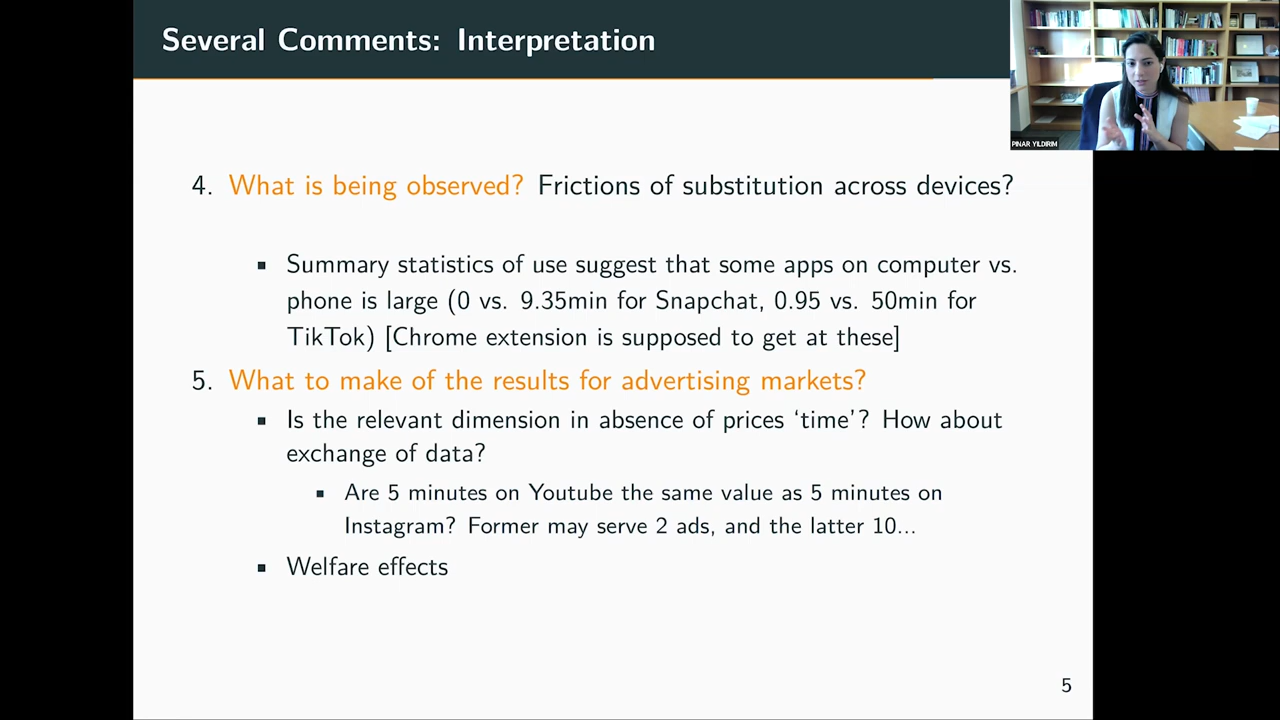 Several Comments: Interpretation
PINAR YILDIRIM
4. What is being observed? Frictions of substitution across devices?
▪ Summary statistics of use suggest that some apps on computer vs.
phone is large (0 vs. 9.35min for Snapchat, 0.95 vs. 50min for
TikTok) [Chrome extension is supposed to get at these]
5. What to make of the results for advertising markets?
▪ Is the relevant dimension in absence of prices ‘time’? How about
exchange of data?
▪ Are 5 minutes on Youtube the same value as 5 minutes on
Instagram? Former may serve 2 ads, and the latter 10...
▪ Welfare effects
5